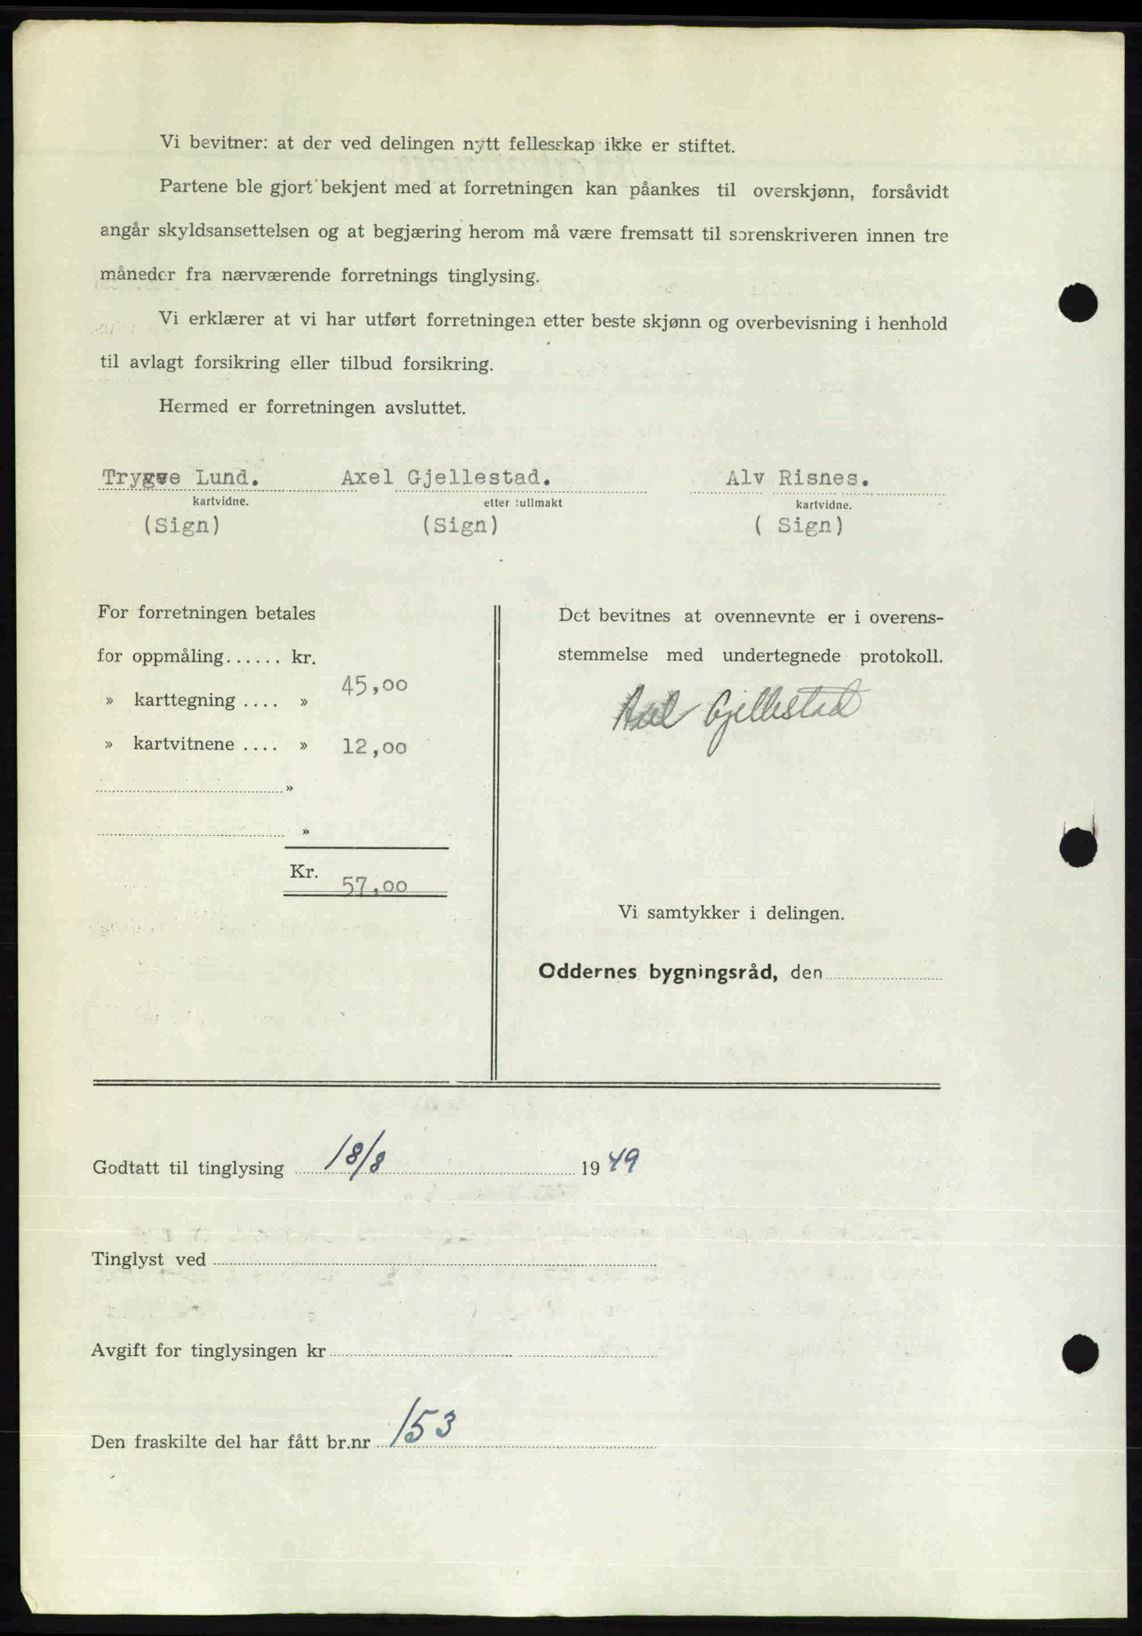 Vi bevitner: at der ved delingen nytt fellesskap ikke er stiftet.
Partene ble gjort bekjent med at forretningen kan påankes til overskjønn, forsåvidt
angår skyldsansettelsen og at begjæring herom må være fremsatt til sorenskriveren innen tre
måneder fra nærværende forretnings tinglysing.
Vi erklærer at vi har utført forretningen etter beste skjønn og overbevisning i henhold
til avlagt forsikring eller tilbud forsikring.
Hermed er forretningen avsluttet.
Trygve Lund. Axel Gjellestad. Alv Risnes.
kartvidne. etter fullmakt kartvidne.
(Sign) (Sign) ( Sign)
For forretningen betales
for oppmåling...... kr.
45,00
» karttegning .... »
» kartvitnene .... » 12,00
»
»
Kr. 57,00
Det bevitnes at ovennevnte er i overens-
stemmelse med undertegnede protokoll.
Axel Gjellestad
Vi samtykker i delingen.
Oddernes bygningsråd, den
Godtatt til tinglysing 18/8 1949
Tinglyst ved
Avgift for tinglysingen kr
Den fraskilte del har fått br.nr 153